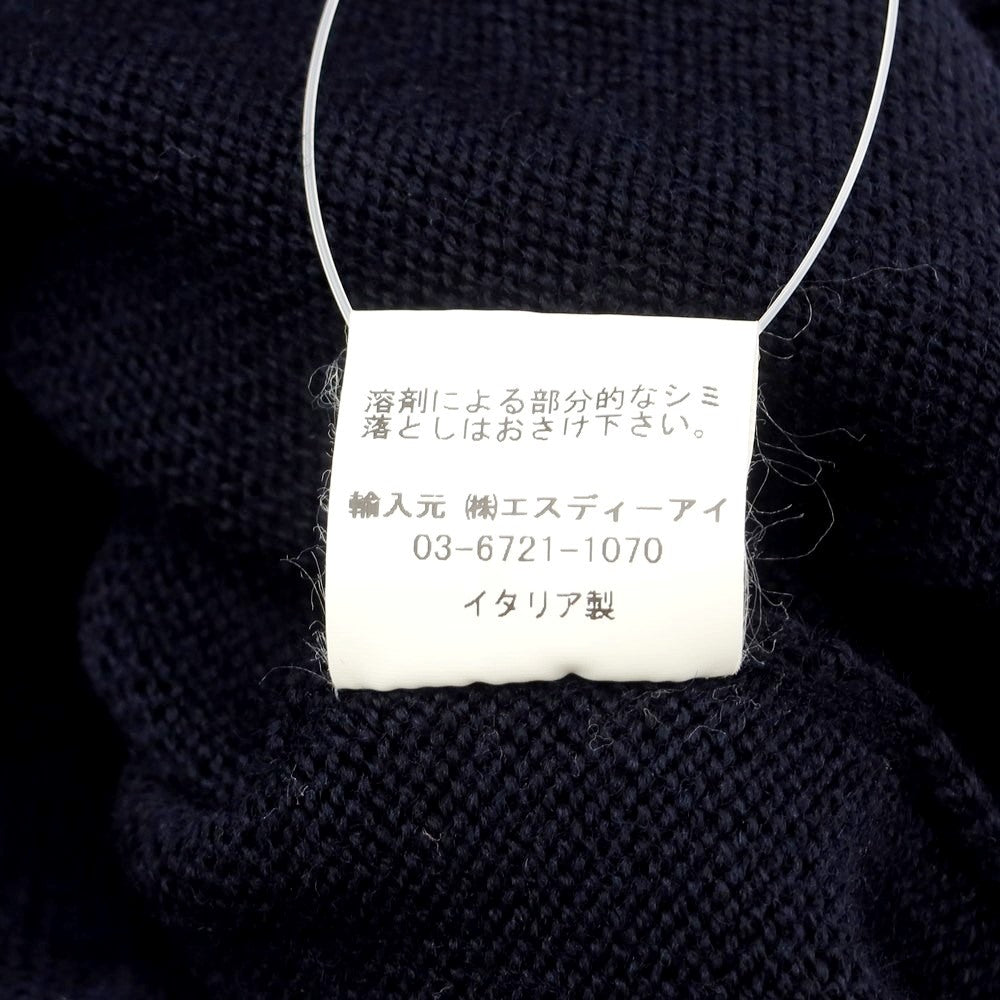 溶剤による部分的なシミ
落としはおさけ下さい。
輸入元 ㈱エスディーアイ
03-6721-1070
イタリア製